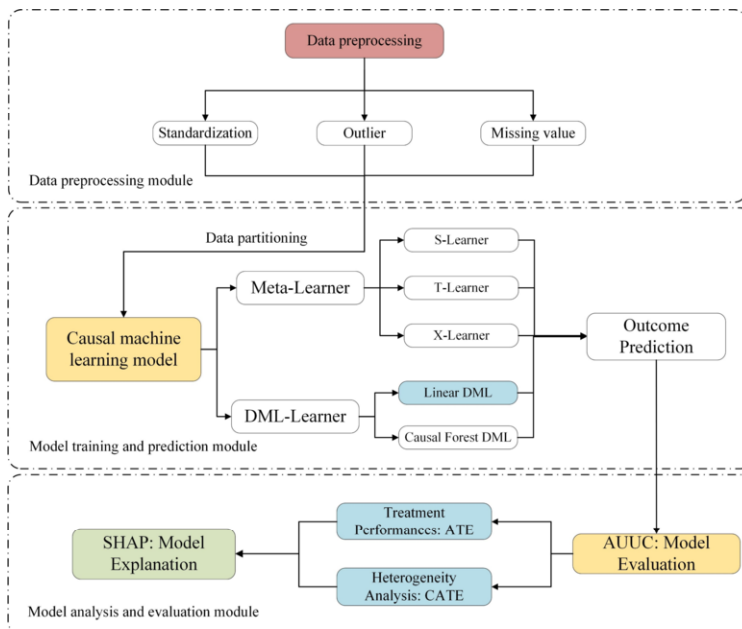 Data preprocessing
Standardization
Outlier
Missing value
Data preprocessing module
Data partitioning
S-Learner
Meta-Learner
T-Learner
Causal machine
learning model
X-Learner
Outcome
Prediction
Linear DML
DML-Learner
Causal Forest DML
Model training and prediction module
Treatment
Performances: ATE
SHAP: Model
Explanation
AUUC: Model
Evaluation
Heterogeneity
Analysis: CATE
Model analysis and evaluation module